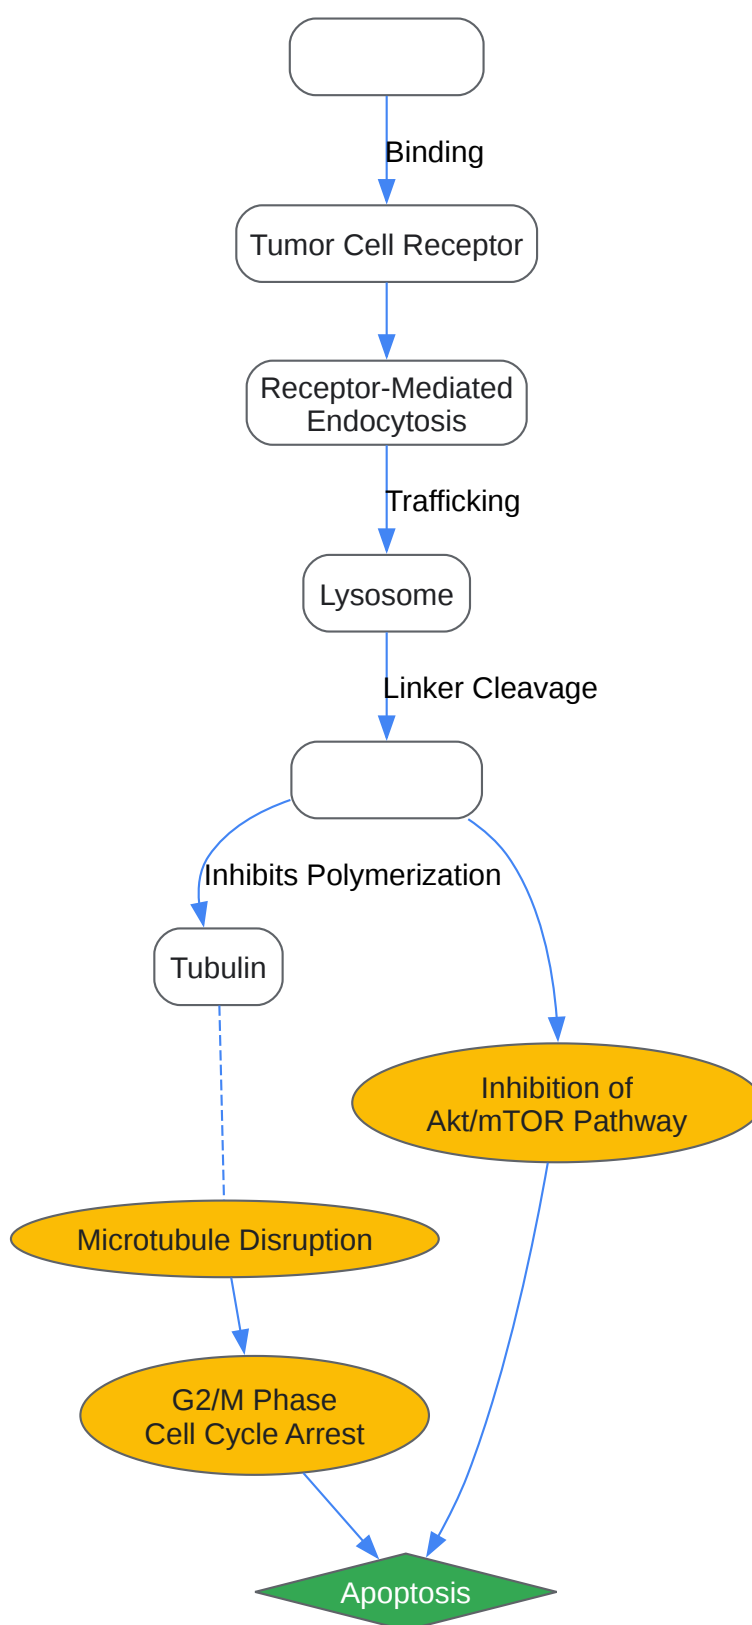 Binding
Tumor Cell Receptor
Receptor-Mediated
Endocytosis
Trafficking
Lysosome
Linker Cleavage
Inhibits Polymerization
Tubulin
Inhibition of
Akt/mTOR Pathway
Microtubule Disruption
G2/M Phase
Cell Cycle Arrest
Apoptosis